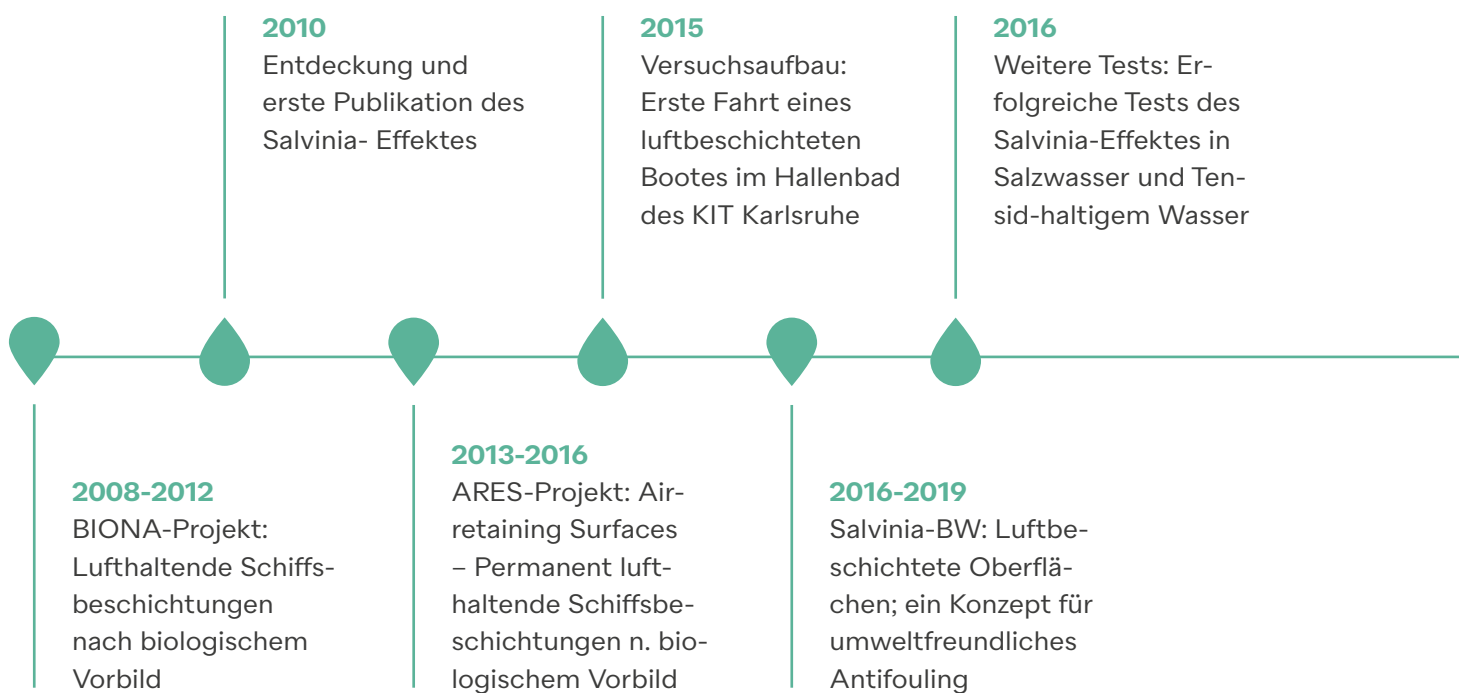 2010
Entdeckung und
erste Publikation des
Salvinia- Effektes
2015
Versuchsaufbau:
Erste Fahrt eines
luftbeschichteten
Bootes im Hallenbad
des KIT Karlsruhe
2016
Weitere Tests: Er-
folgreiche Tests des
Salvinia-Effektes in
Salzwasser und Ten-
sid-haltigem Wasser
2008-2012
BIONA-Projekt:
Lufthaltende Schiffs-
beschichtungen
nach biologischem
Vorbild
2013-2016
ARES-Projekt: Air-
retaining Surfaces
– Permanent luft-
haltende Schiffsbe-
schichtungen n. bio-
logischem Vorbild
2016-2019
Salvinia-BW: Luftbe-
schichtete Oberflä-
chen; ein Konzept für
umweltfreundliches
Antifouling